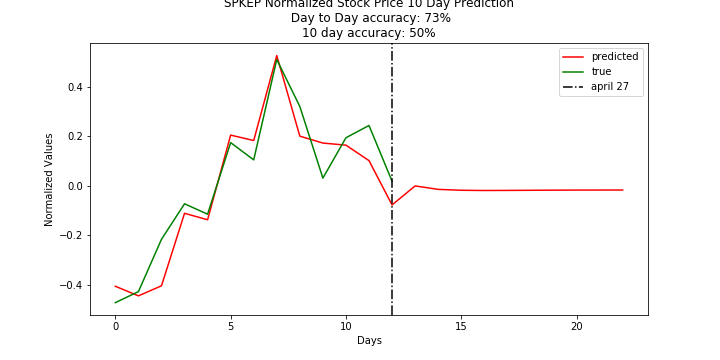 SPKEP Normalized Stock Price 10 Day Prediction
Day to Day accuracy: 73%
10 day accuracy: 50%
predicted
true
april 27
Normalized Values
0.4
0.2
0.0
−0.2
−0.4
0
5
10
15
20
Days